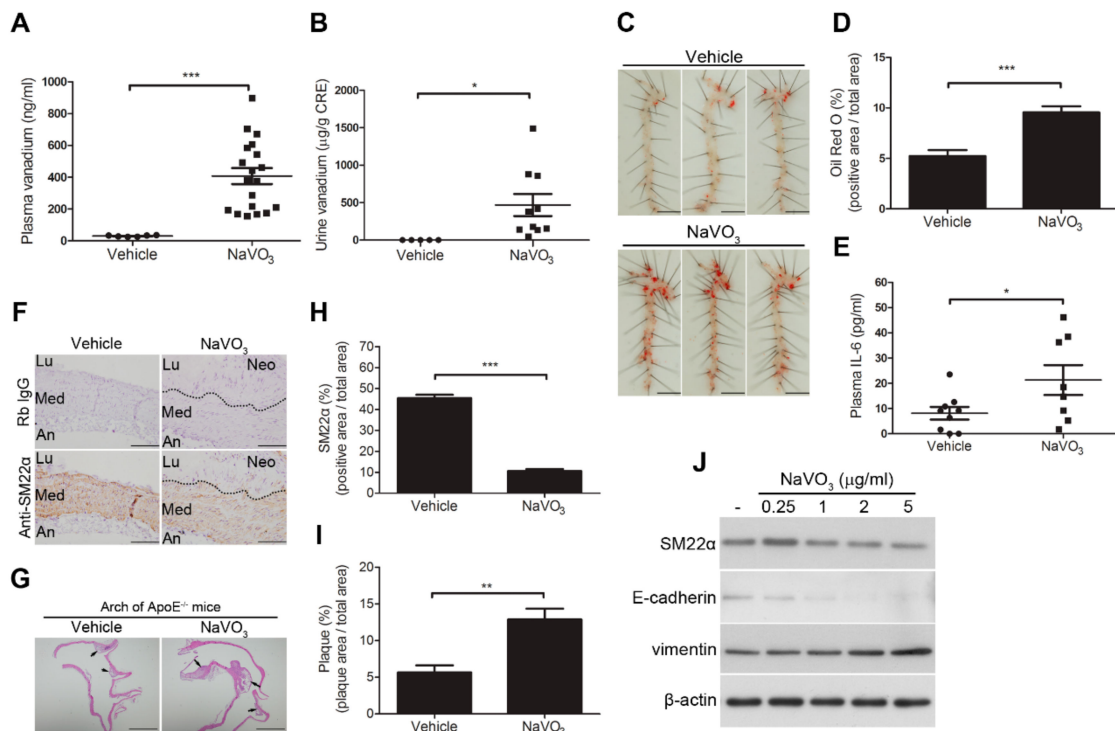 A
Plasma vanadium (ng/ml)
1000
800
600
400
200
0
***
Vehicle
NaVO₃
B
Urine vanadium (μg/g CRE)
2000
1500
1000
500
0
*
Vehicle
NaVO₃
C
Vehicle
NaVO₃
D
Oil Red O (%)
(positive area / total area)
15
10
5
0
***
Vehicle
NaVO₃
E
Plasma IL-6 (pg/ml)
60
50
40
30
20
10
0
*
Vehicle
NaVO₃
F
Vehicle
NaVO₃
Rb IgG
Lu
Med
An
Lu
Neo
Med
An
Anti-SM22α
Lu
Med
An
Lu
Neo
Med
An
G
Arch of ApoE⁻/⁻ mice
Vehicle
NaVO₃
H
SM22α (%)
(positive area / total area)
60
50
40
30
20
10
0
***
Vehicle
NaVO₃
I
Plaque (%)
(plaque area / total area)
20
15
10
5
0
**
Vehicle
NaVO₃
J
NaVO₃ (μg/ml)
- 0.25 1 2 5
SM22α
E-cadherin
vimentin
β-actin